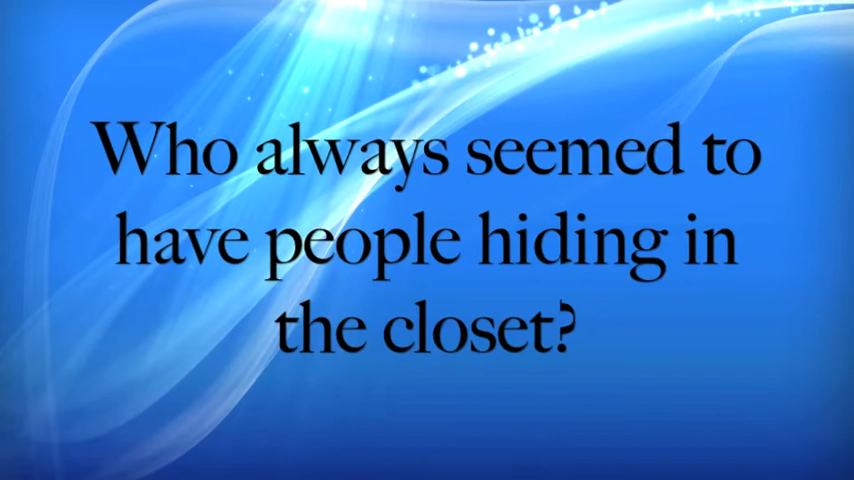 Who always seemed to
have people hiding in
the closet?